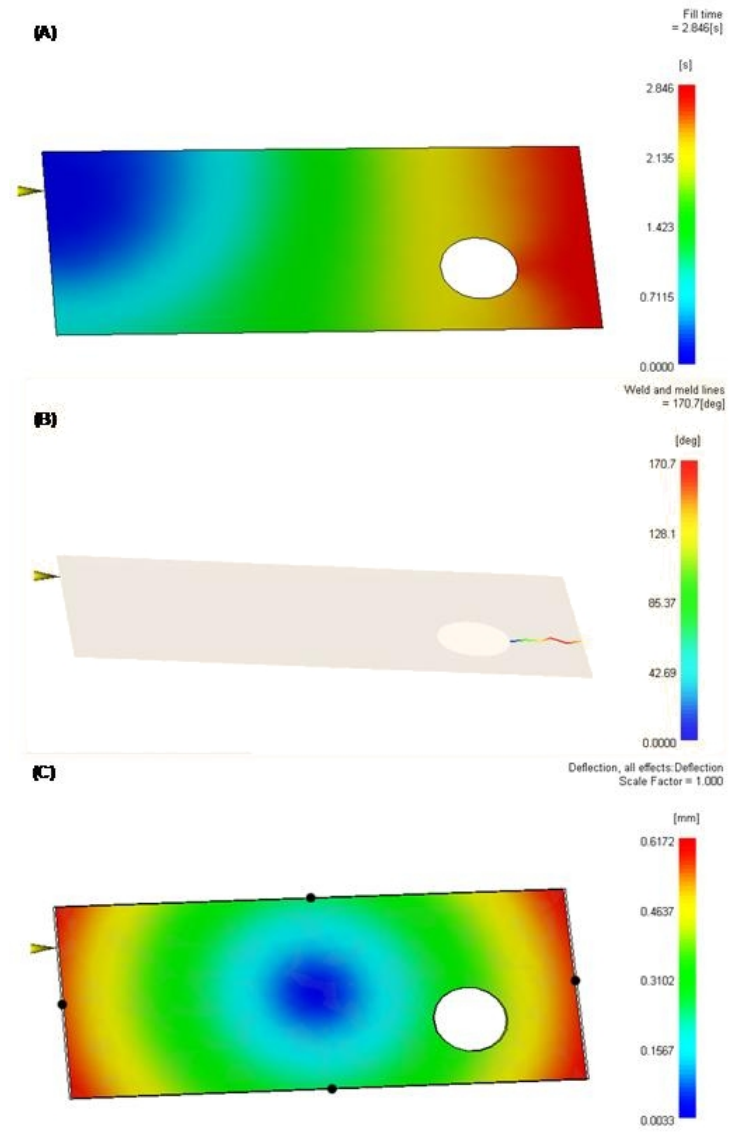 (A)
Fill time
= 2.846[s]
[s]
2.846
2.135
1.423
0.7115
0.0000
(B)
Weld and meld lines
= 170.7[deg]
[deg]
170.7
128.1
85.37
42.69
0.0000
(C)
Deflection, all effects:Deflection
Scale Factor = 1.000
[mm]
0.6172
0.4637
0.3102
0.1567
0.0033